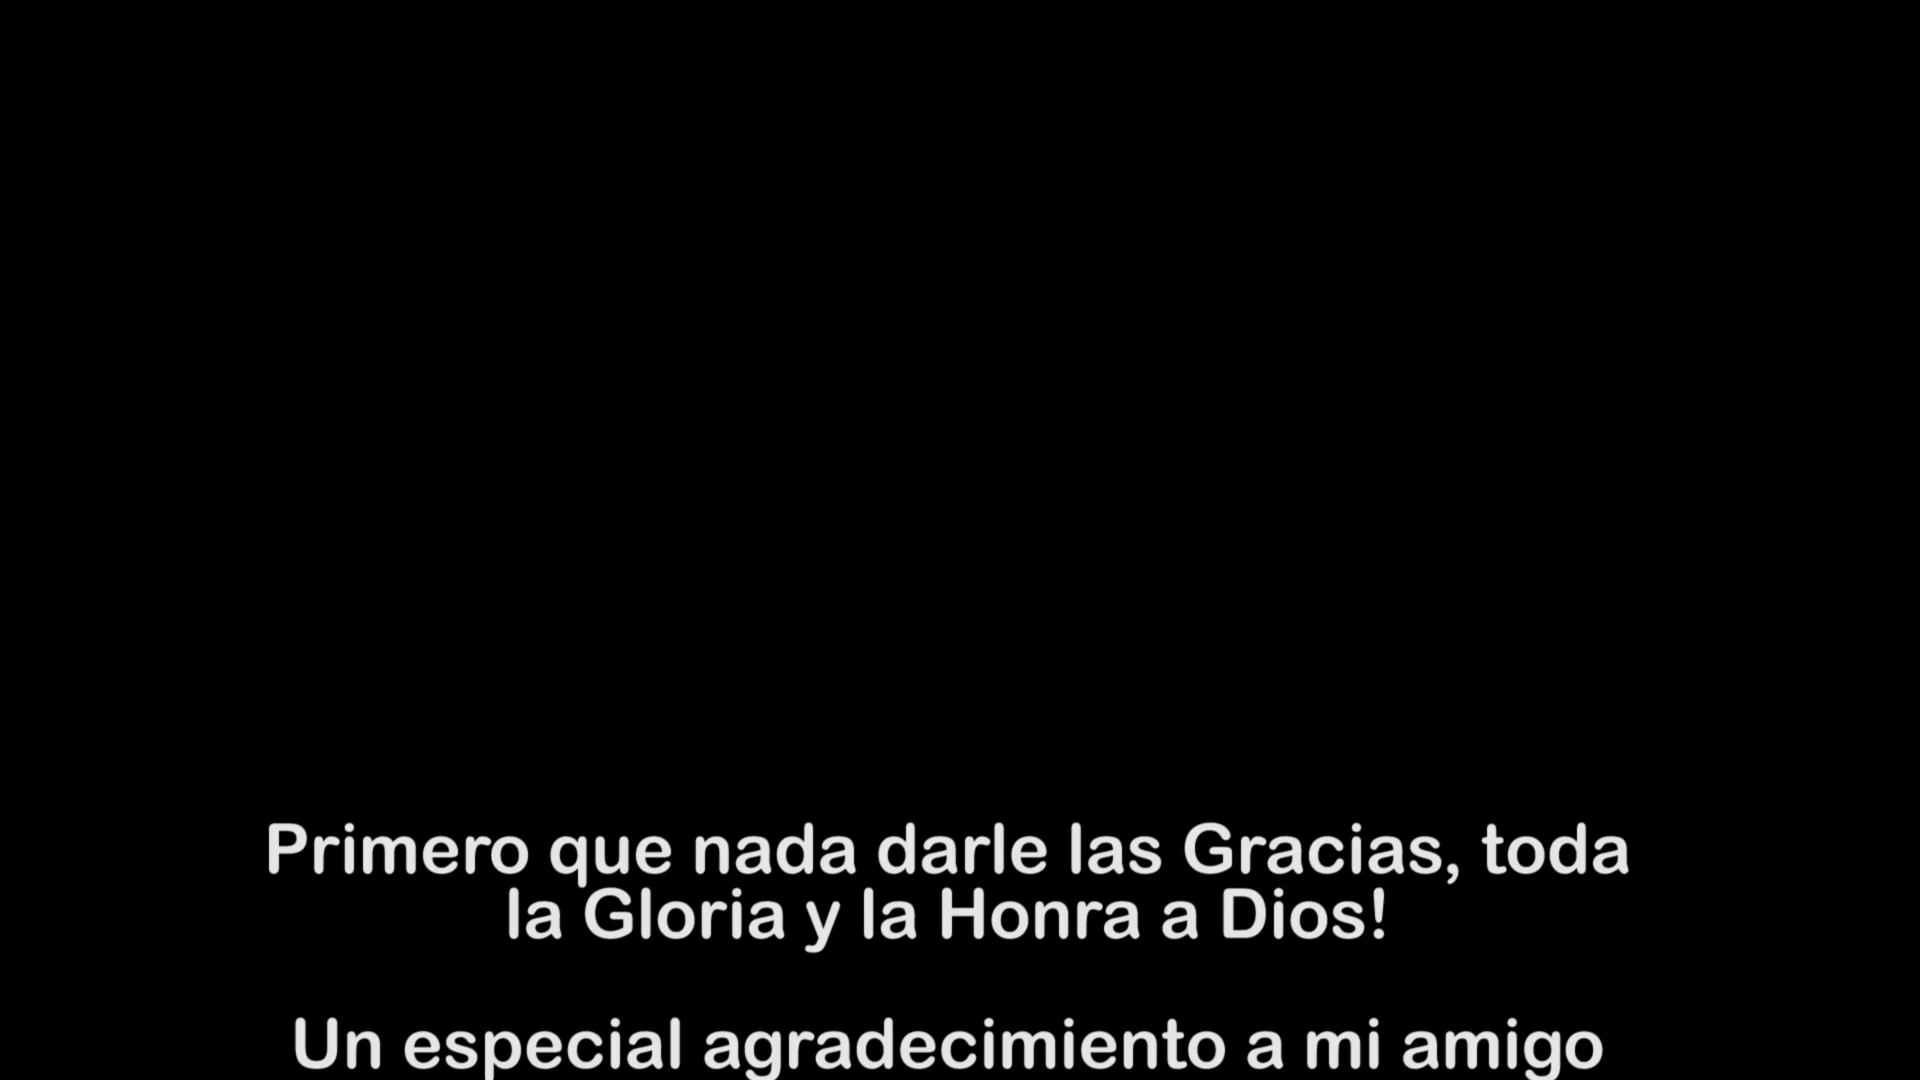 Primero que nada darle las Gracias, toda
la Gloria y la Honra a Dios!
Un especial agradecimiento a mi amigo